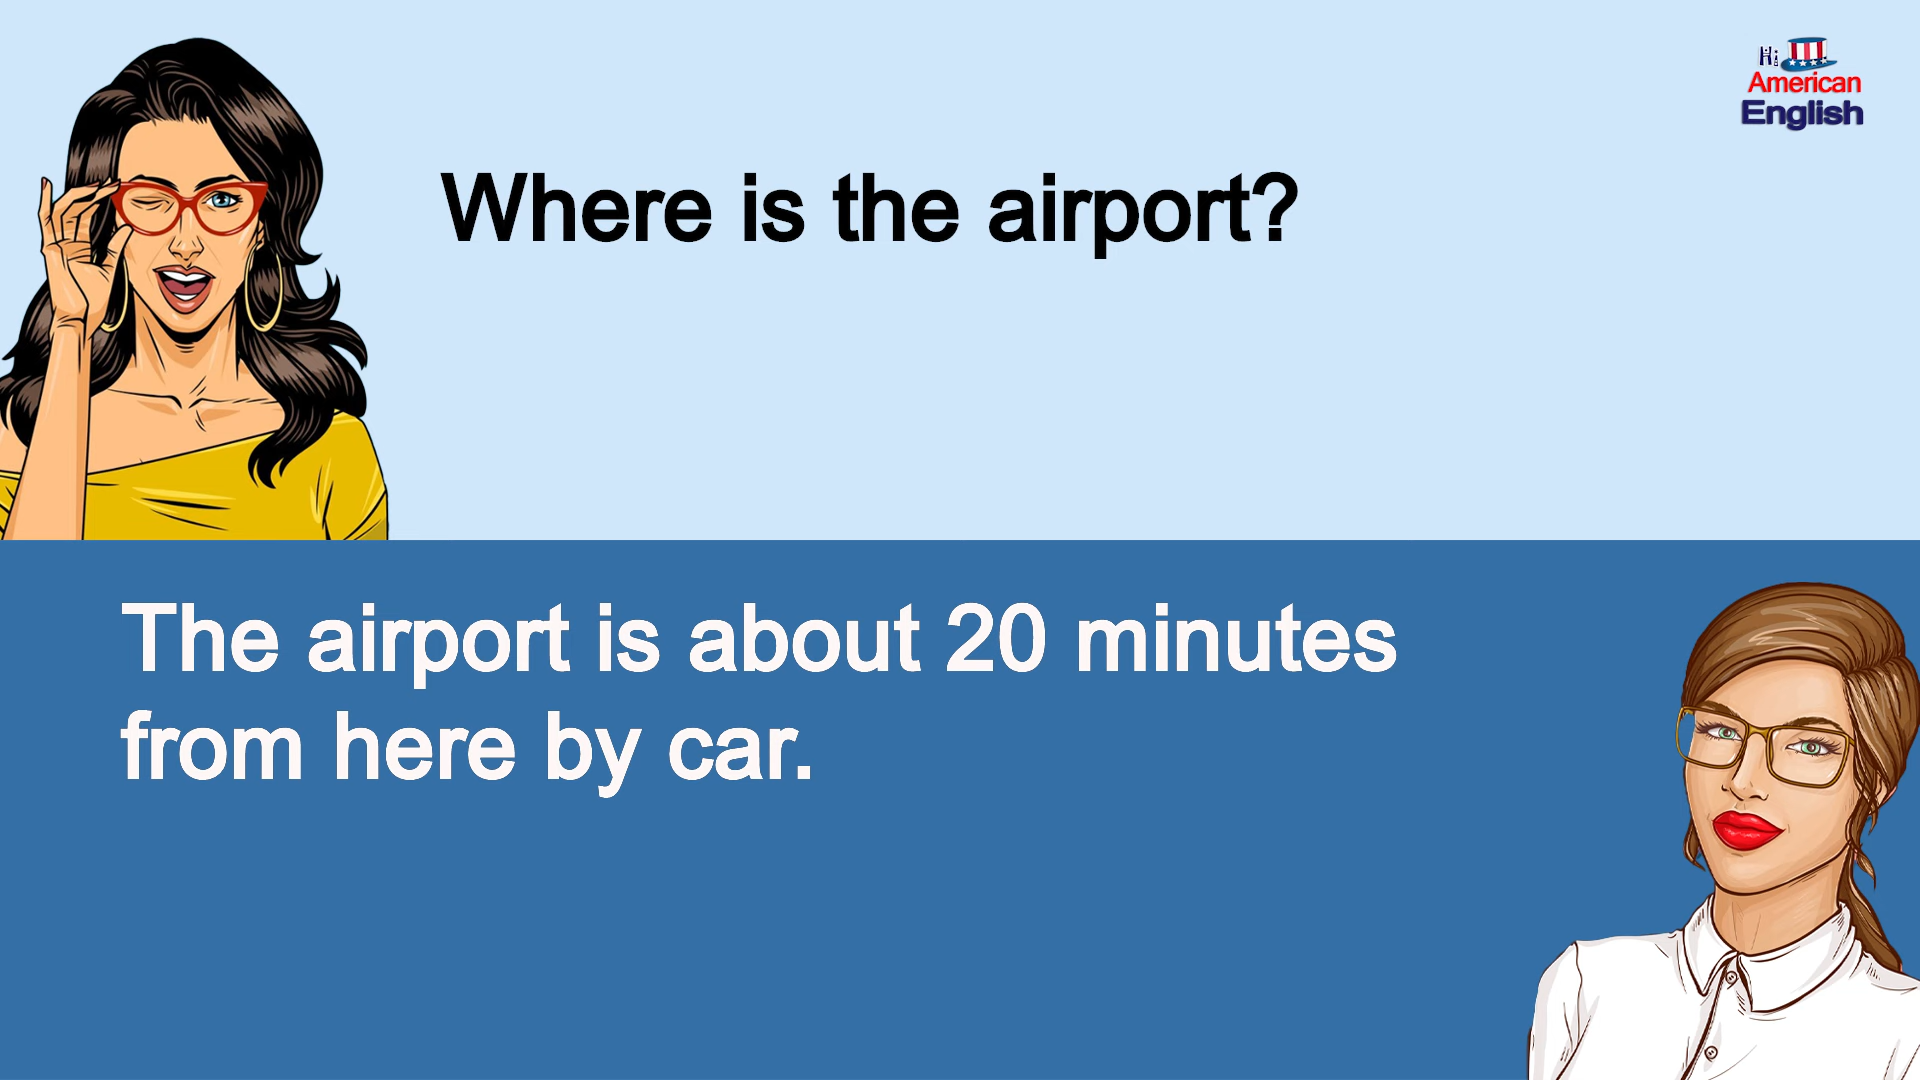 Hi
American
English
Where is the airport?
The airport is about 20 minutes
from here by car.